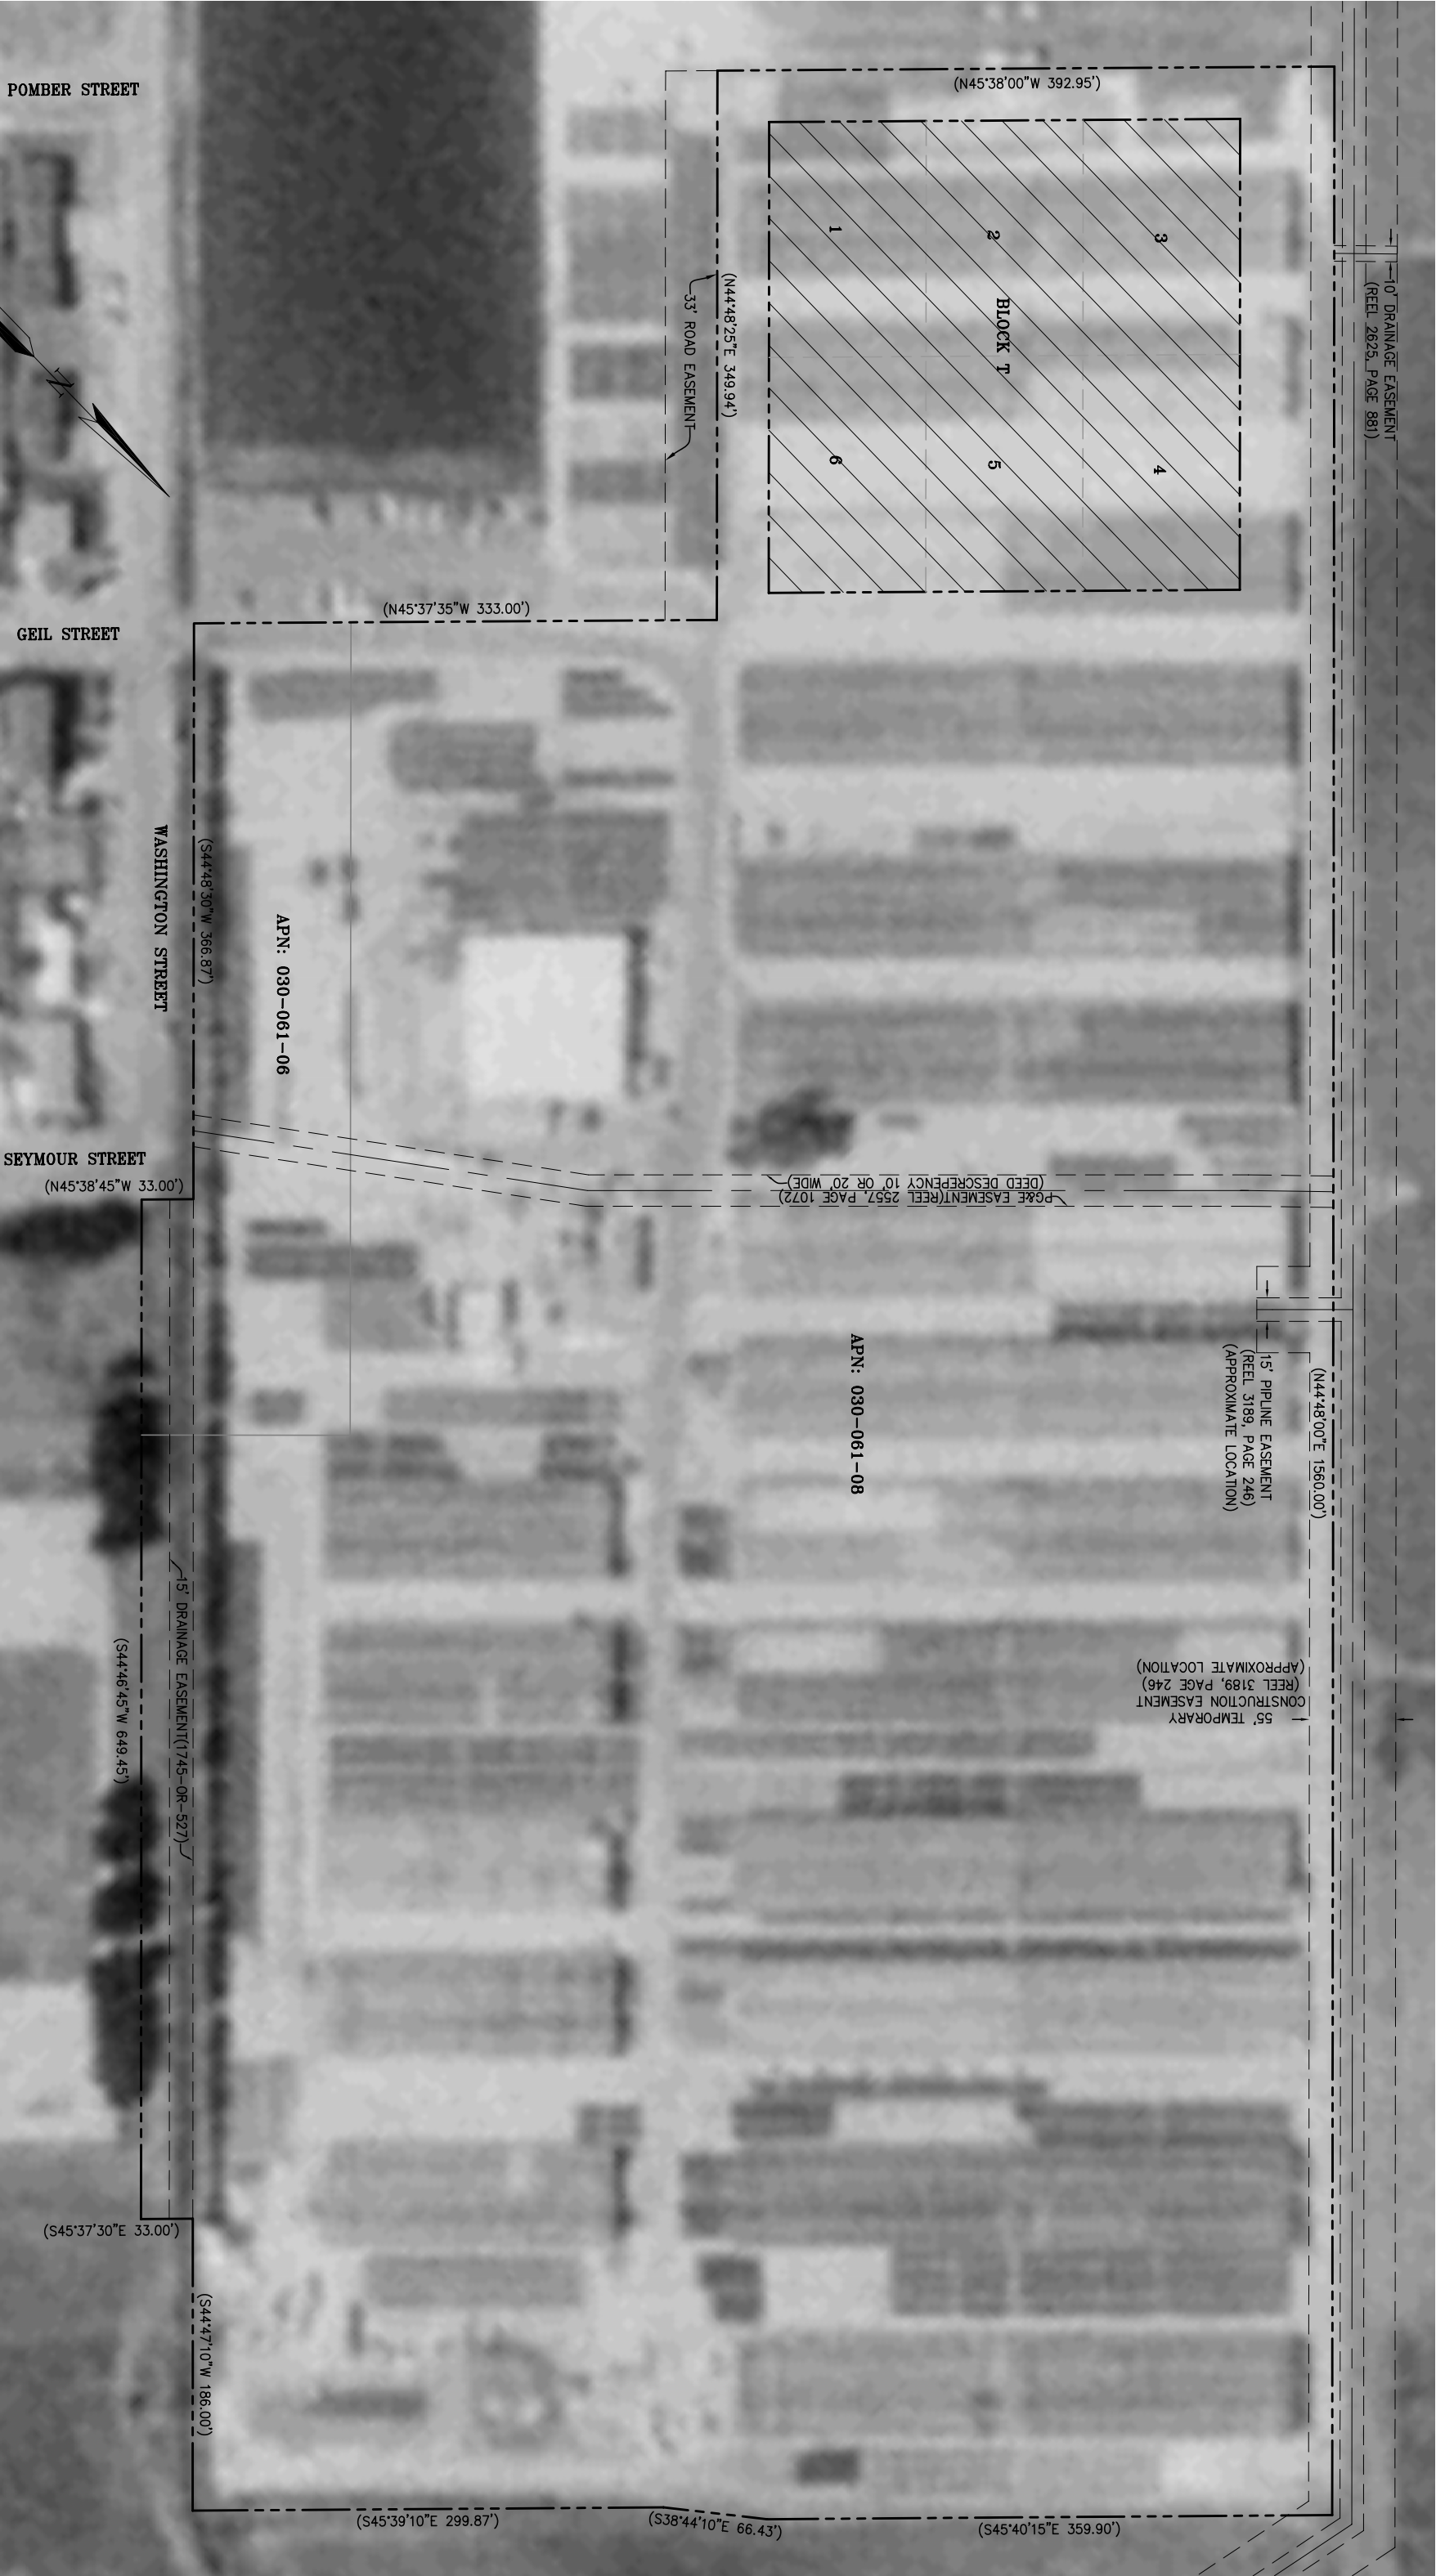 POMBER STREET
(N45°38'00"W 392.95')
10' DRAINAGE EASEMENT
(REEL 2625, PAGE 881)
1
2
3
BLOCK T
(N44°48'25"E 349.94')
33' ROAD EASEMENT
N
6
5
4
(N45°37'35"W 333.00')
GEIL STREET
WASHINGTON STREET
(S44°48'30"W 366.87')
APN: 030-061-06
SEYMOUR STREET
(N45°38'45"W 33.00')
PG&E EASEMENT(REEL 2557, PAGE 1072)
(DEED DESCREPENCY 10' OR 20' WIDE)
APN: 030-061-08
15' PIPLINE EASEMENT
(REEL 3189, PAGE 246)
(APPROXIMATE LOCATION)
(N44°48'00"E 1560.00')
15' DRAINAGE EASEMENT(1745-OR-527)
(S44°46'45"W 649.45')
55' TEMPORARY
CONSTRUCTION EASEMENT
(REEL 3189, PAGE 246)
(APPROXIMATE LOCATION)
(S45°37'30"E 33.00')
(S44°47'10"W 186.00')
(S45°39'10"E 299.87')
(S38°44'10"E 66.43')
(S45°40'15"E 359.90')